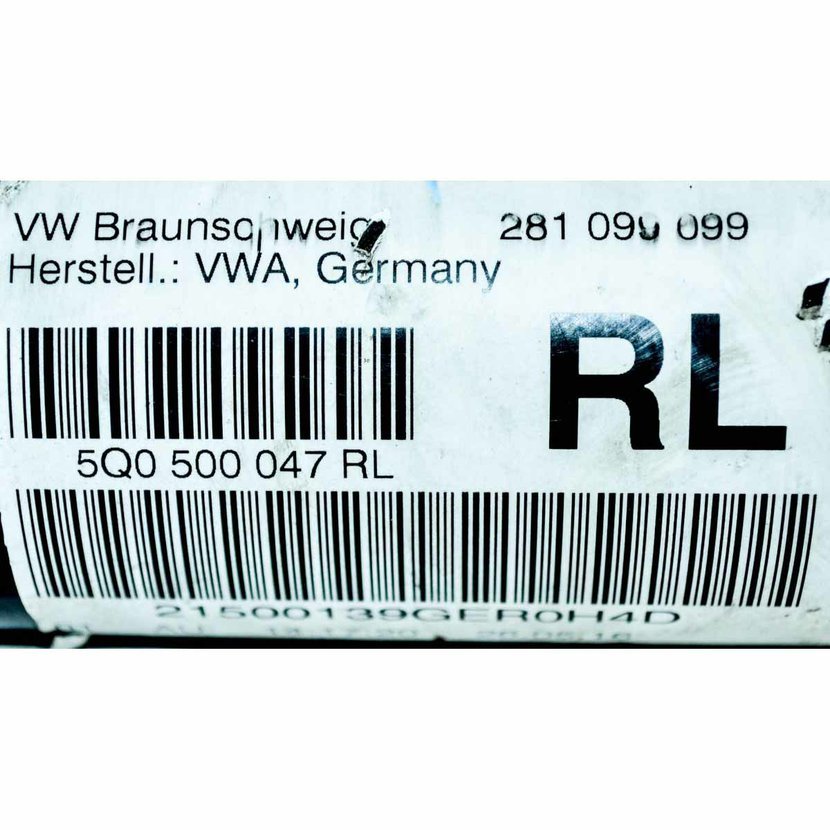 VW Braunschweig 281 099 099
Herstell.: VWA, Germany
RL
5Q0 500 047 RL
21500139GER0H4D